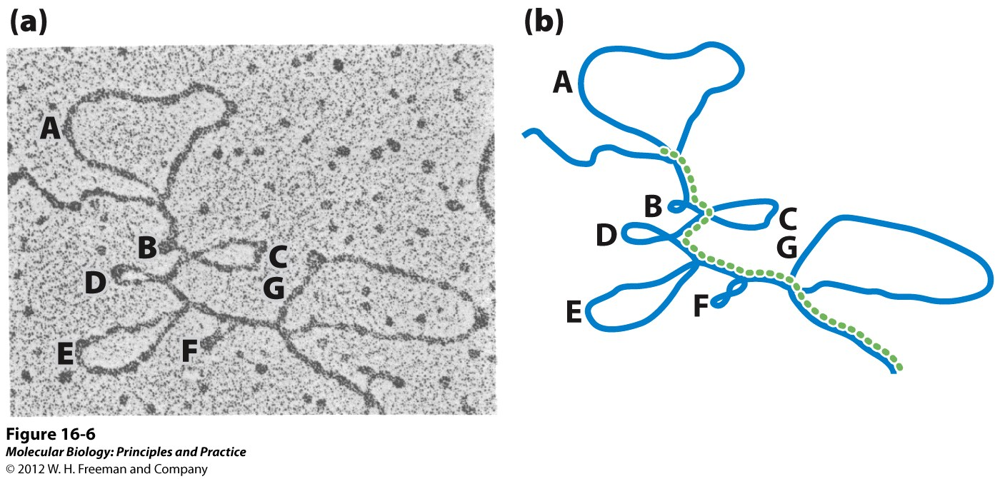 (a)
A
B
C
D
G
E
F
(b)
A
B
C
D
G
E
F
Figure 16-6
Molecular Biology: Principles and Practice
© 2012 W. H. Freeman and Company